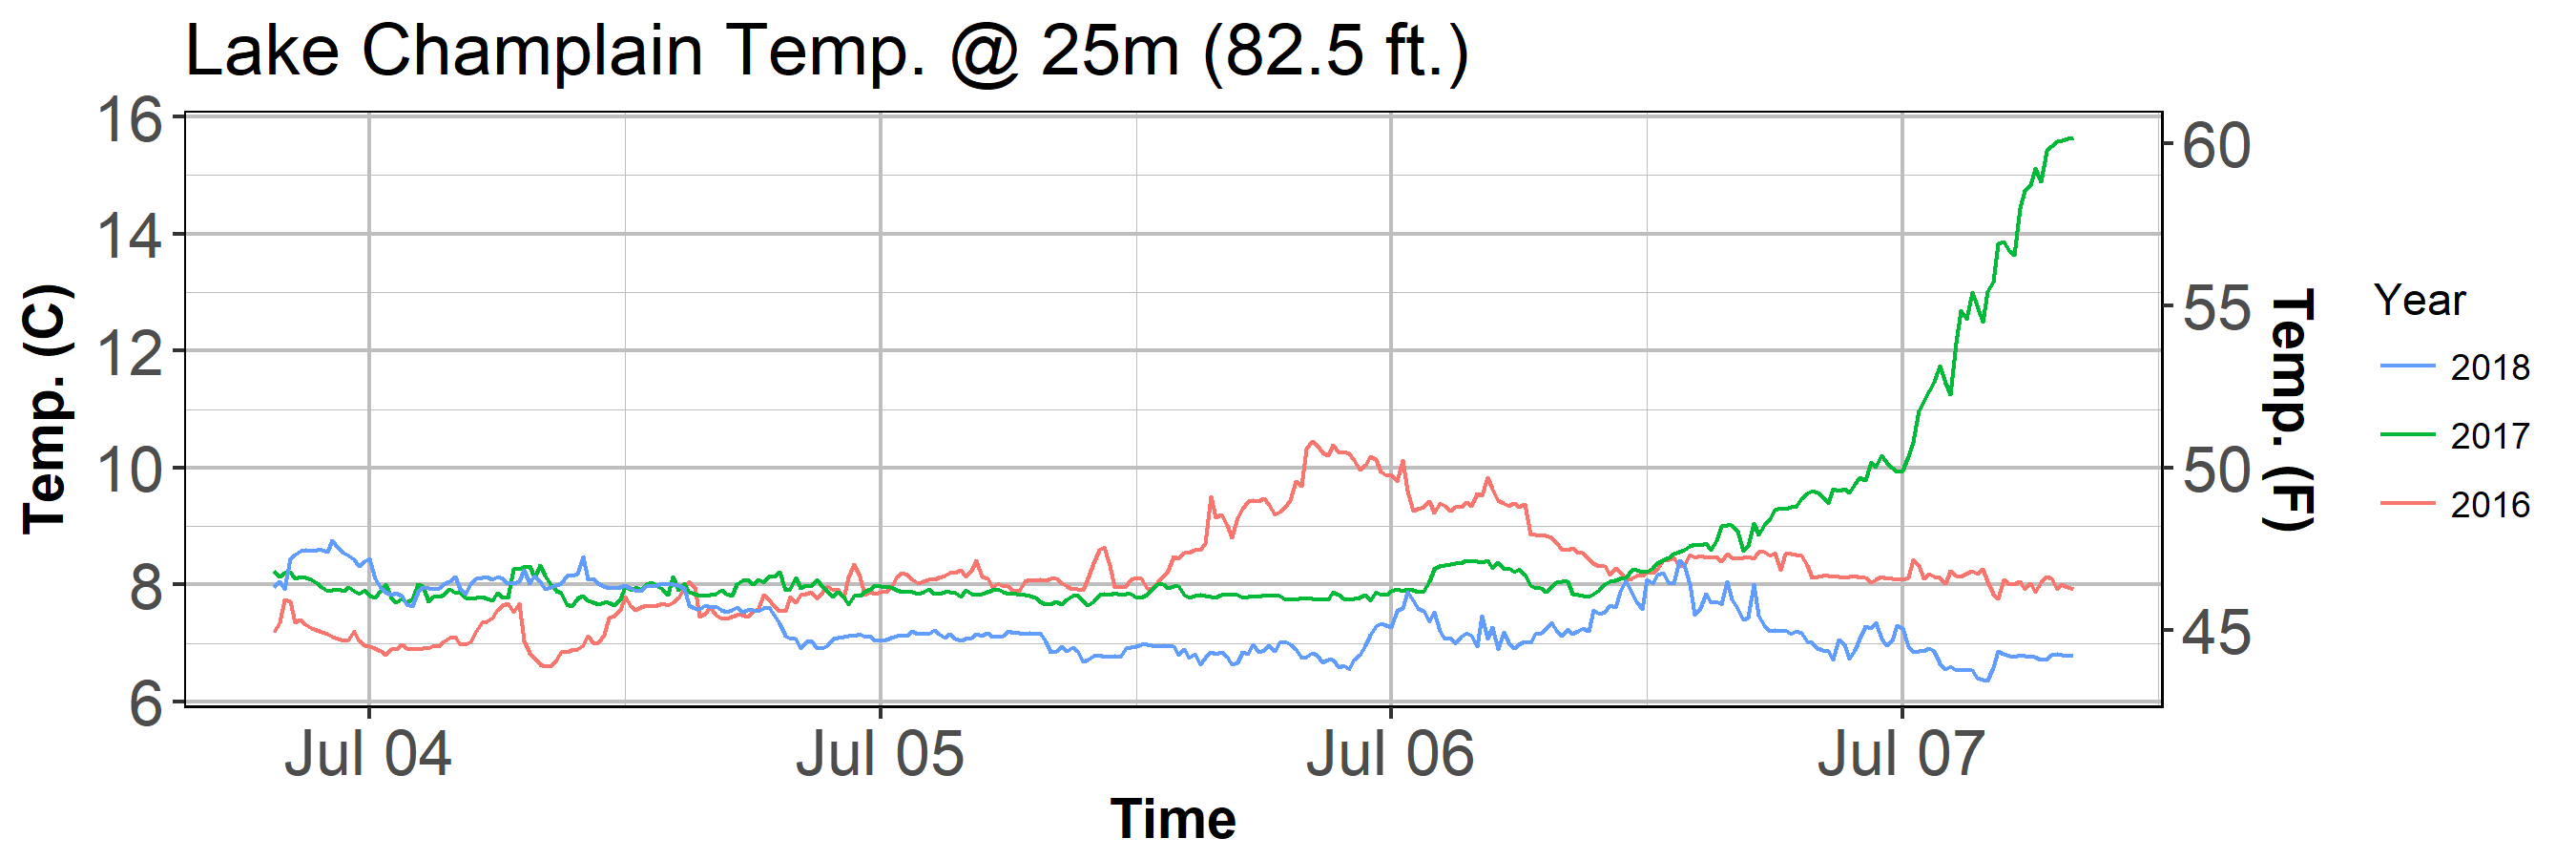 Lake Champlain Temp. @ 25m (82.5 ft.)
16
14
12
10
8
6
Temp. (C)
60
55
50
45
Temp. (F)
Jul 04
Jul 05
Jul 06
Jul 07
Time
Year
2018
2017
2016